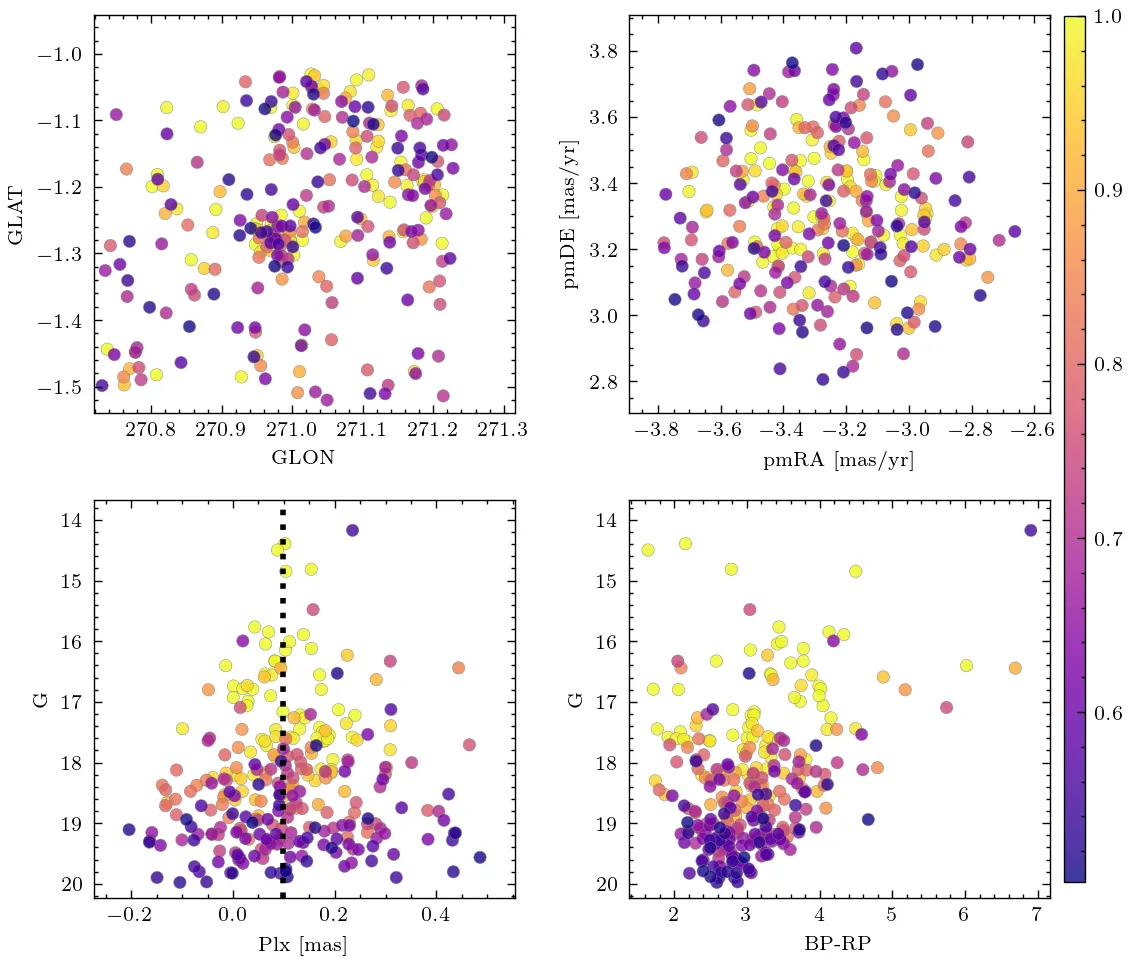 −1.0
−1.1
−1.2
−1.3
−1.4
−1.5
GLAT
270.8 270.9 271.0 271.1 271.2 271.3
GLON
3.8
3.6
3.4
3.2
3.0
2.8
pmDE [mas/yr]
−3.8 −3.6 −3.4 −3.2 −3.0 −2.8 −2.6
pmRA [mas/yr]
1.0
0.9
0.8
0.7
0.6
14
15
16
17
18
19
20
G
−0.2 0.0 0.2 0.4
Plx [mas]
14
15
16
17
18
19
20
G
2 3 4 5 6 7
BP-RP